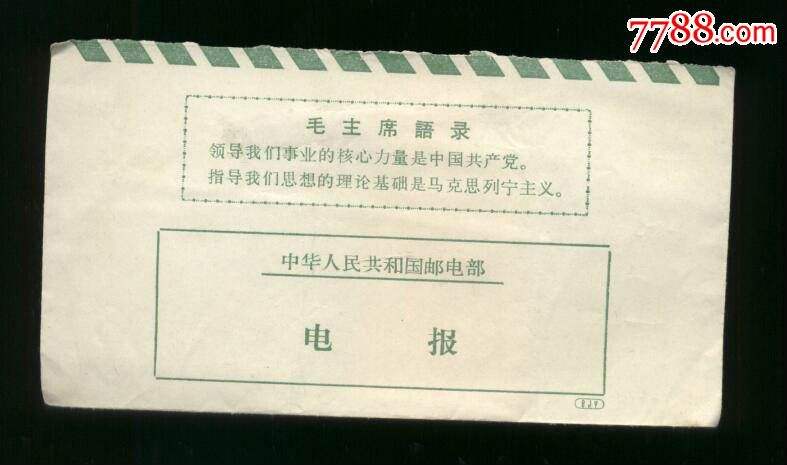 7788.com
毛主席語录
领导我们事业的核心力量是中国共产党。
指导我们思想的理论基础是马克思列宁主义。
中华人民共和国邮电部
电报